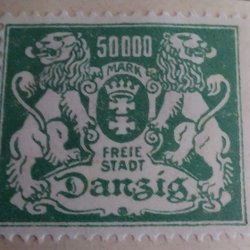 50000
MARK
FREIE
STADT
Danzig